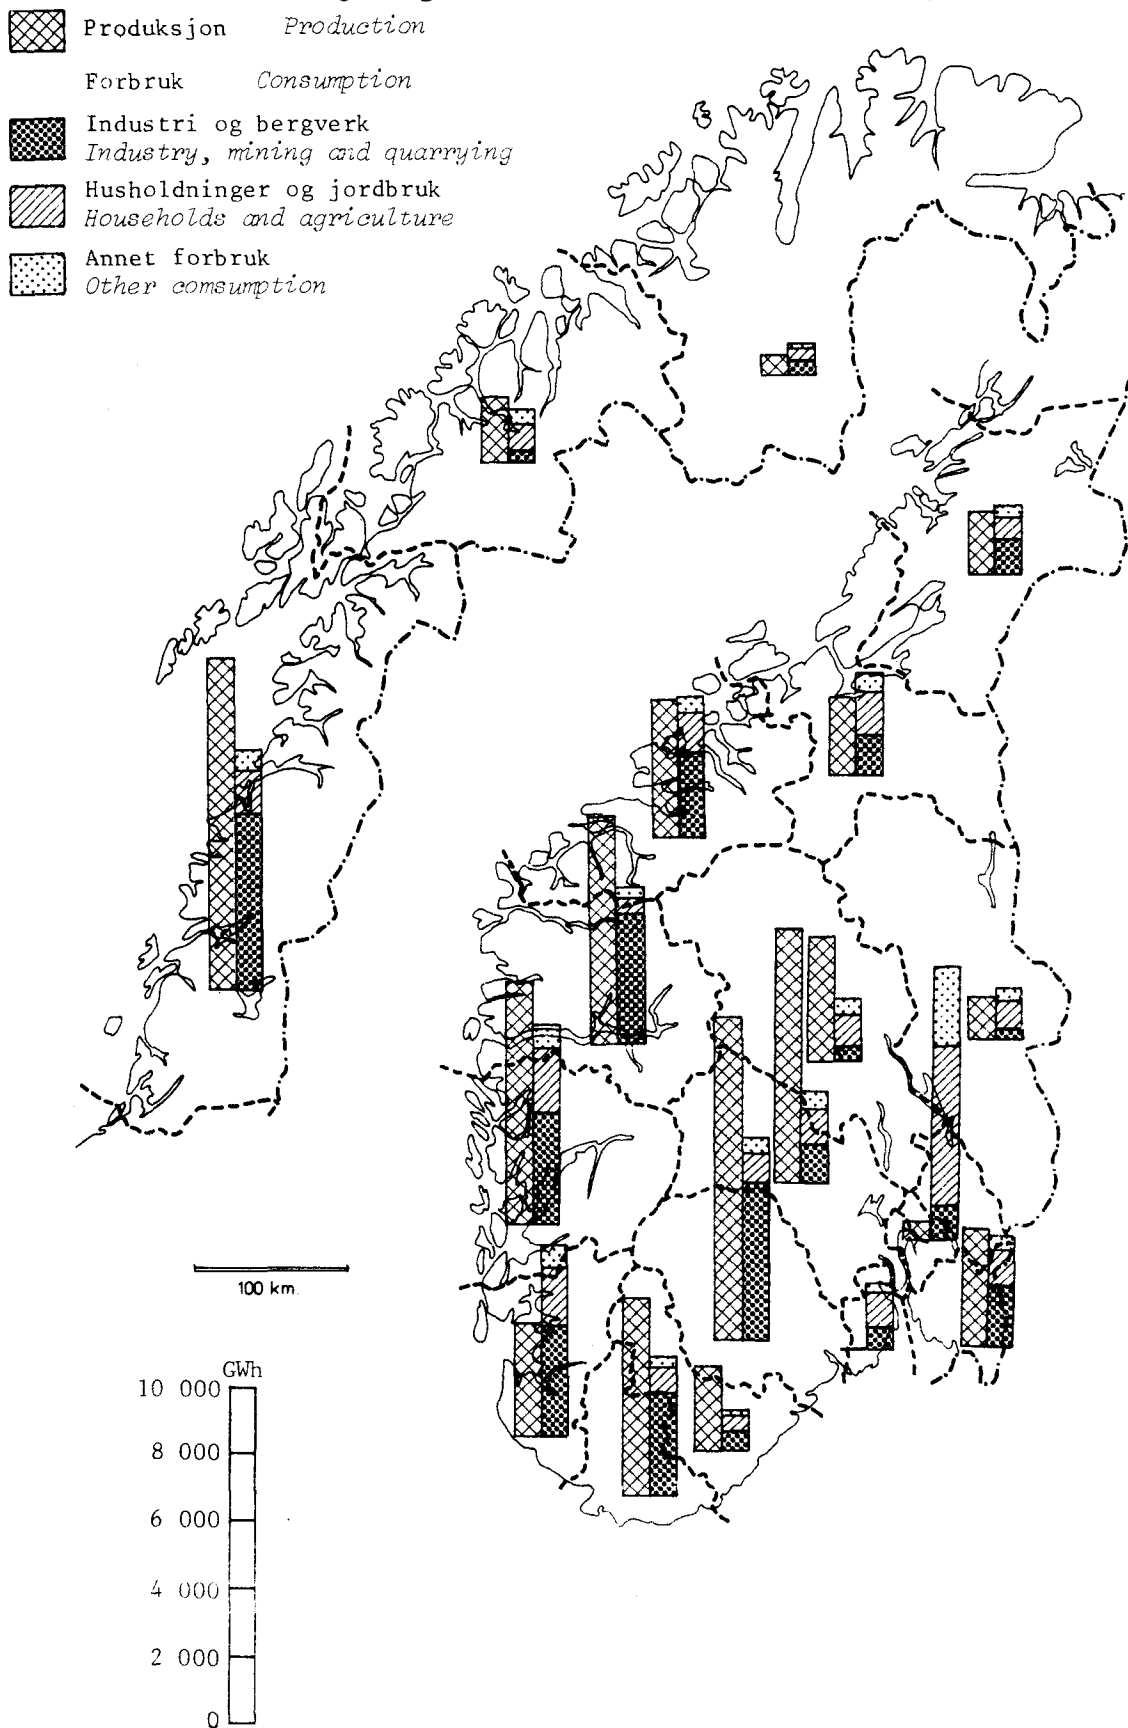 Produksjon Production
Forbruk Consumption
Industri og bergverk
Industry, mining and quarrying
Husholdninger og jordbruk
Households and agriculture
Annet forbruk
Other comsumption
100 km.
GWh
10 000
8 000
6 000
4 000
2 000
0